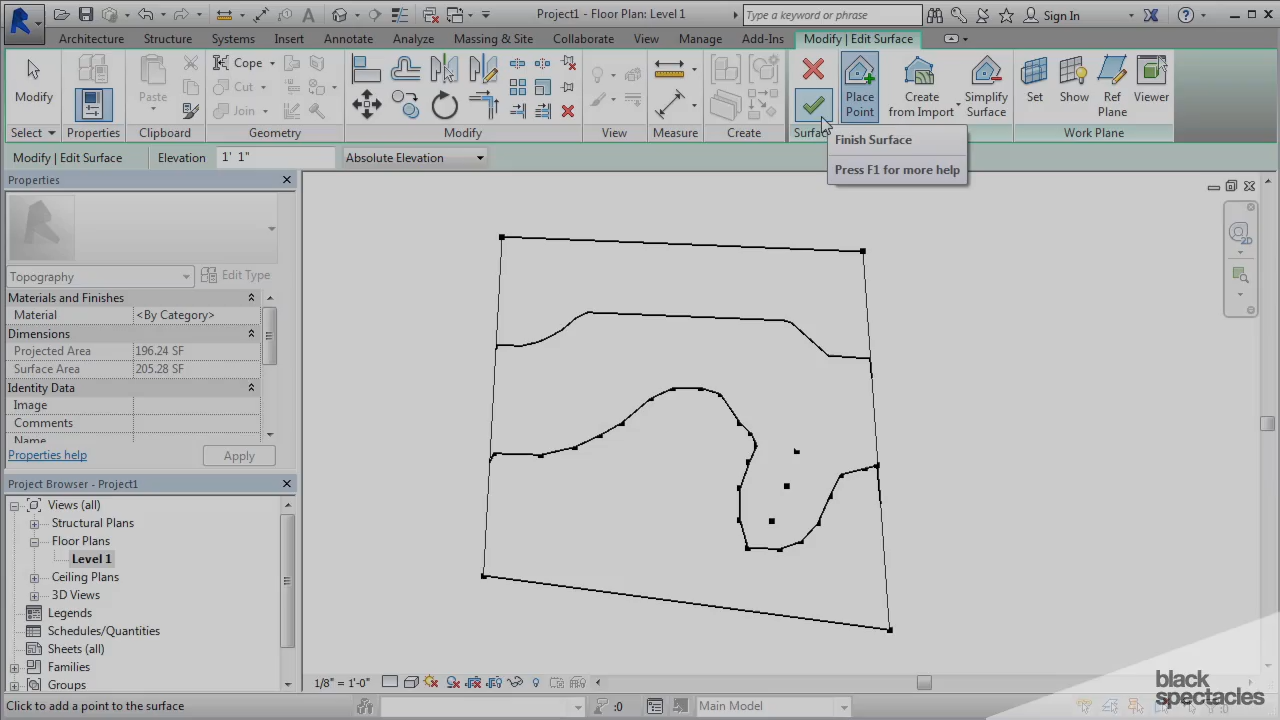 Project1 - Floor Plan: Level 1
Type a keyword or phrase
Sign In
Architecture
Structure
Systems
Insert
Annotate
Analyze
Massing & Site
Collaborate
View
Manage
Add-Ins
Modify | Edit Surface
Modify
Paste
Cope
Cut
Join
Place
Point
Create
from Import
Simplify
Surface
Set
Show
Ref
Plane
Viewer
Select
Properties
Clipboard
Geometry
Modify
View
Measure
Create
Surface
Work Plane
Finish Surface
Press F1 for more help
Modify | Edit Surface
Elevation
1' 1"
Absolute Elevation
Properties
Topography
Edit Type
Materials and Finishes
Material
<By Category>
Dimensions
Projected Area
196.24 SF
Surface Area
205.28 SF
Identity Data
Image
Comments
Name
Properties help
Apply
Project Browser - Project1
Views (all)
Structural Plans
Floor Plans
Level 1
Ceiling Plans
3D Views
Legends
Schedules/Quantities
Sheets (all)
Families
Groups
2D
1/8" = 1'-0"
Click to add a point to the surface
:0
Main Model
:0
black
spectacles